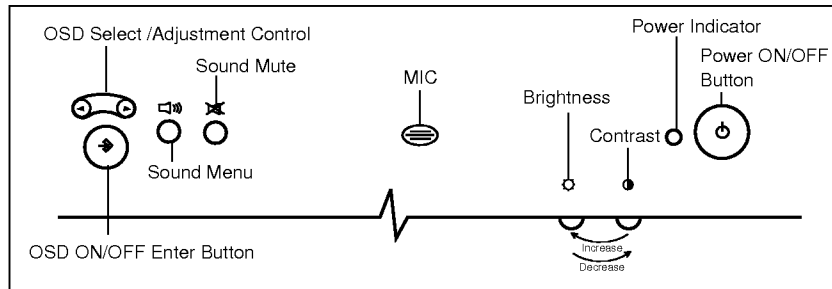 OSD Select /Adjustment Control
Sound Mute
Sound Menu
OSD ON/OFF Enter Button
MIC
Brightness
Contrast
Power Indicator
Power ON/OFF
Button
Increase
Decrease